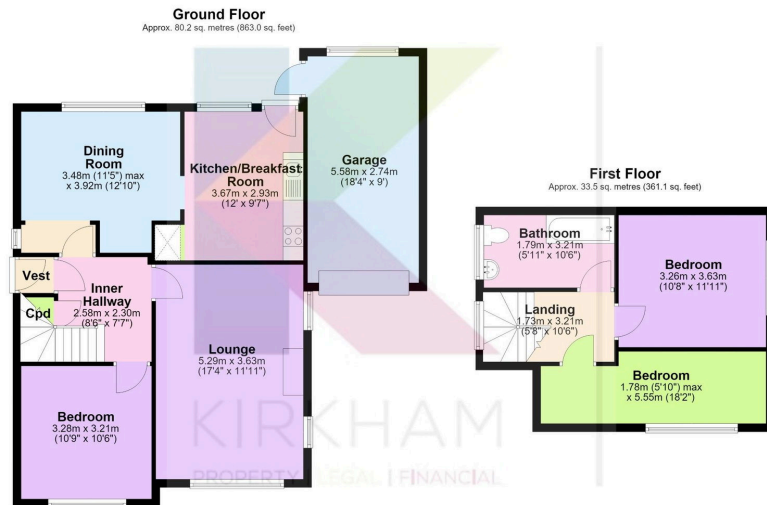 Ground Floor
Approx. 80.2 sq. metres (863.0 sq. feet)
Dining
Room
3.48m (11'5") max
x 3.92m (12'10")
Kitchen/Breakfast
Room
3.67m x 2.93m
(12' x 9'7")
Garage
5.58m x 2.74m
(18'4" x 9')
Vest
Inner
Hallway
2.58m x 2.30m
(8'6" x 7'7")
Cpd
Lounge
5.29m x 3.63m
(17'4" x 11'11")
Bedroom
3.28m x 3.21m
(10'9" x 10'6")
First Floor
Approx. 33.5 sq. metres (361.1 sq. feet)
Bathroom
1.79m x 3.21m
(5'11" x 10'6")
Bedroom
3.26m x 3.63m
(10'8" x 11'11")
Landing
1.73m x 3.21m
(5'8" x 10'6")
Bedroom
1.78m (5'10") max
x 5.55m (18'2")
KIRKHAM
PROPERTY | LEGAL | FINANCIAL